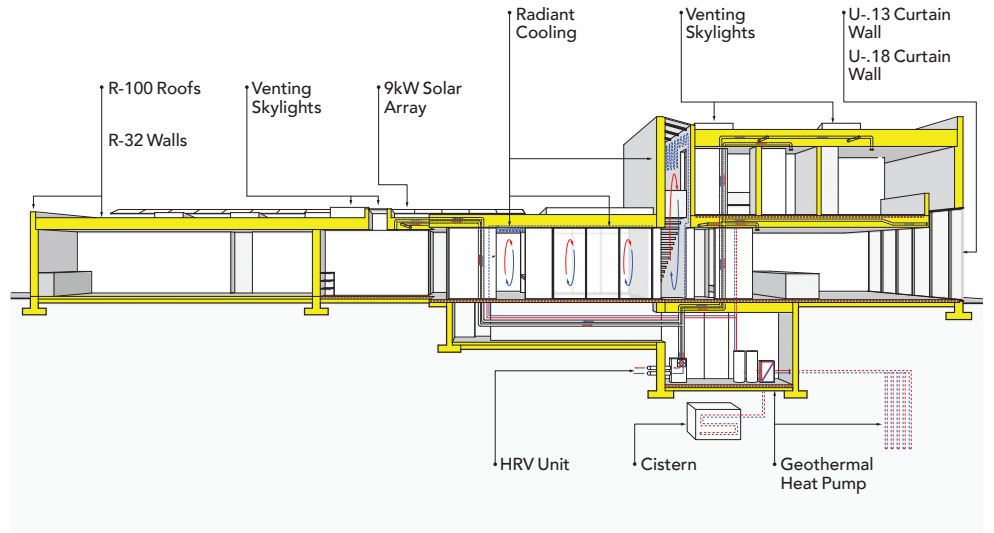 Radiant
Cooling
Venting
Skylights
U-.13 Curtain
Wall
U-.18 Curtain
Wall
R-100 Roofs
R-32 Walls
Venting
Skylights
9kW Solar
Array
HRV Unit
Cistern
Geothermal
Heat Pump